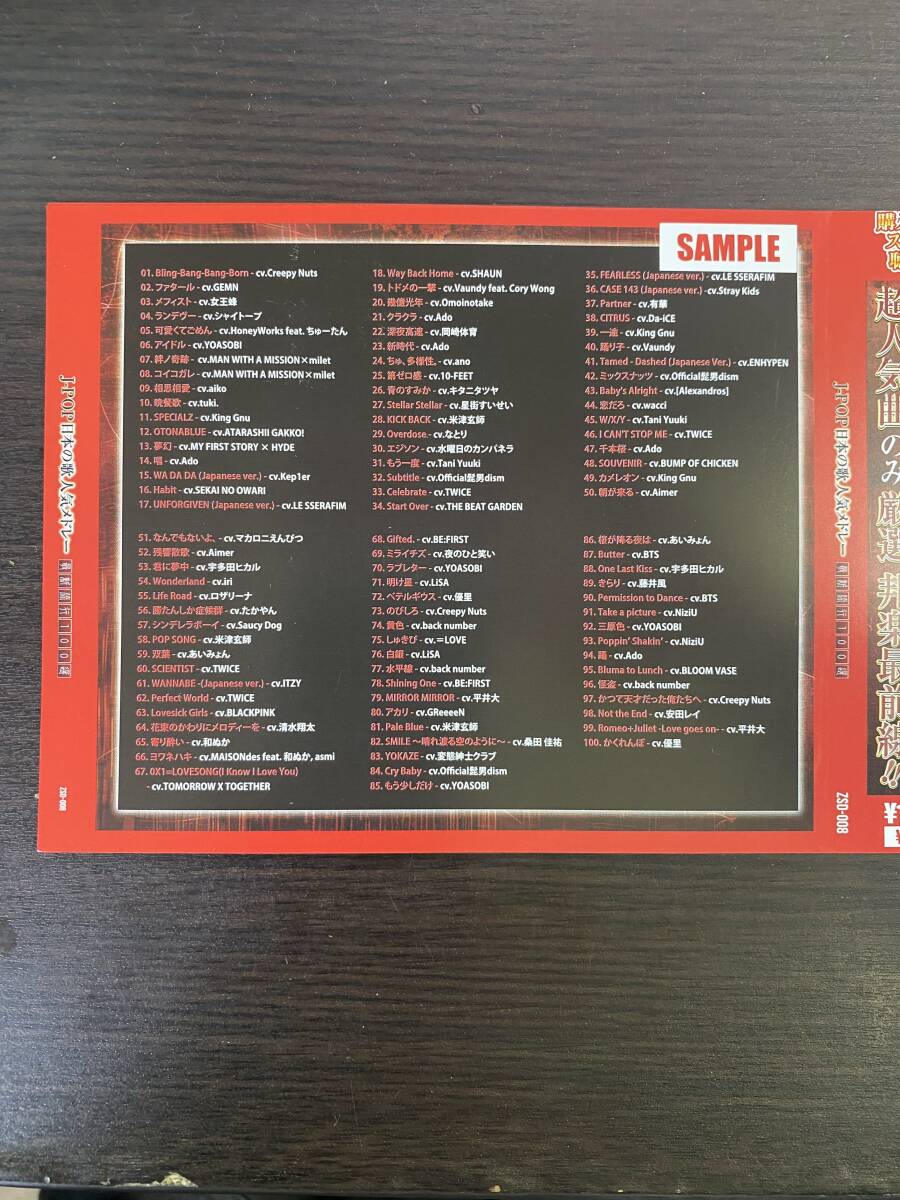 SAMPLE
01. Bling-Bang-Bang-Born - cv.Creepy Nuts
02. ファタール - cv.GEMN
03. メフィスト - cv.女王蜂
04. ランデヴー - cv.シャイトープ
05. 可愛くてごめん - cv.HoneyWorks feat. ちゅーたん
06. アイドル - cv.YOASOBI
07. 絆ノ奇跡 - cv.MAN WITH A MISSION×milet
08. コイコガレ - cv.MAN WITH A MISSION×milet
09. 相思相愛 - cv.aiko
10. 晩餐歌 - cv.tuki.
11. SPECIALZ - cv.King Gnu
12. OTONABLUE - cv.ATARASHII GAKKO!
13. 夢幻 - cv.MY FIRST STORY × HYDE
14. 唱 - cv.Ado
15. WA DA DA (Japanese ver.) - cv.Kep1er
16. Habit - cv.SEKAI NO OWARI
17. UNFORGIVEN (Japanese ver.) - cv.LE SSERAFIM
18. Way Back Home - cv.SHAUN
19. トドメの一撃 - cv.Vaundy feat. Cory Wong
20. 幾億光年 - cv.Omoinotake
21. クラクラ - cv.Ado
22. 深夜高速 - cv.岡崎体育
23. 新時代 - cv.Ado
24. ちゅ、多様性。 - cv.ano
25. 第ゼロ感 - cv.10-FEET
26. 青のすみか - cv.キタニタツヤ
27. Stellar Stellar - cv.星街すいせい
28. KICK BACK - cv.米津玄師
29. Overdose - cv.なとり
30. エジソン - cv.水曜日のカンパネラ
31. もう一度 - cv.Tani Yuuki
32. Subtitle - cv.Official髭男dism
33. Celebrate - cv.TWICE
34. Start Over - cv.THE BEAT GARDEN
35. FEARLESS (Japanese ver.) - cv.LE SSERAFIM
36. CASE 143 (Japanese ver.) - cv.Stray Kids
37. Partner - cv.有華
38. CITRUS - cv.Da-iCE
39. 一途 - cv.King Gnu
40. 踊り子 - cv.Vaundy
41. Tamed - Dashed (Japanese Ver.) - cv.ENHYPEN
42. ミックスナッツ - cv.Official髭男dism
43. Baby's Alright - cv.[Alexandros]
44. 恋だろ - cv.wacci
45. W/X/Y - cv.Tani Yuuki
46. I CAN'T STOP ME - cv.TWICE
47. 千本桜 - cv.Ado
48. SOUVENIR - cv.BUMP OF CHICKEN
49. カメレオン - cv.King Gnu
50. 朝が来る - cv.Aimer
51. なんでもないよ、 - cv.マカロニえんぴつ
52. 残響散歌 - cv.Aimer
53. 君に夢中 - cv.宇多田ヒカル
54. Wonderland - cv.iri
55. Life Road - cv.ロザリーナ
56. 勝たんしか症候群 - cv.たかやん
57. シンデレラボーイ - cv.Saucy Dog
58. POP SONG - cv.米津玄師
59. 双葉 - cv.あいみょん
60. SCIENTIST - cv.TWICE
61. WANNABE -(Japanese ver.) - cv.ITZY
62. Perfect World - cv.TWICE
63. Lovesick Girls - cv.BLACKPINK
64. 花束のかわりにメロディーを - cv.清水翔太
65. 寄り酔い - cv.和ぬか
66. ヨワネハキ - cv.MAISONdes feat. 和ぬか, asmi
67. 0X1=LOVESONG(I Know I Love You)
- cv.TOMORROW X TOGETHER
68. Gifted. - cv.BE:FIRST
69. ミライチズ - cv.夜のひと笑い
70. ラブレター - cv.YOASOBI
71. 明け星 - cv.LiSA
72. ベテルギウス - cv.優里
73. のびしろ - cv.Creepy Nuts
74. 黄色 - cv.back number
75. しゅきぴ - cv.＝LOVE
76. 白銀 - cv.LiSA
77. 水平線 - cv.back number
78. Shining One - cv.BE:FIRST
79. MIRROR MIRROR - cv.平井大
80. アカリ - cv.GReeeeN
81. Pale Blue - cv.米津玄師
82. SMILE ～晴れ渡る空のように～ - cv.桑田 佳祐
83. YOKAZE - cv.変態紳士クラブ
84. Cry Baby - cv.Official髭男dism
85. もう少しだけ - cv.YOASOBI
86. 桜が降る夜は - cv.あいみょん
87. Butter - cv.BTS
88. One Last Kiss - cv.宇多田ヒカル
89. きらり - cv.藤井風
90. Permission to Dance - cv.BTS
91. Take a picture - cv.NiziU
92. 三原色 - cv.YOASOBI
93. Poppin' Shakin' - cv.NiziU
94. 踊 - cv.Ado
95. Bluma to Lunch - cv.BLOOM VASE
96. 怪盗 - cv.back number
97. かつて天才だった俺たちへ - cv.Creepy Nuts
98. Not the End - cv.安田レイ
99. Romeo+Juliet -Love goes on- - cv.平井大
100. かくれんぼ - cv.優里
J-POP 日本の歌 人気メドレー
最新流行100曲
ZSD-008
J-POP 日本の歌 人気メドレー
最新流行100曲
ZSD-008
超人気曲のみ厳選 邦楽最前線!!